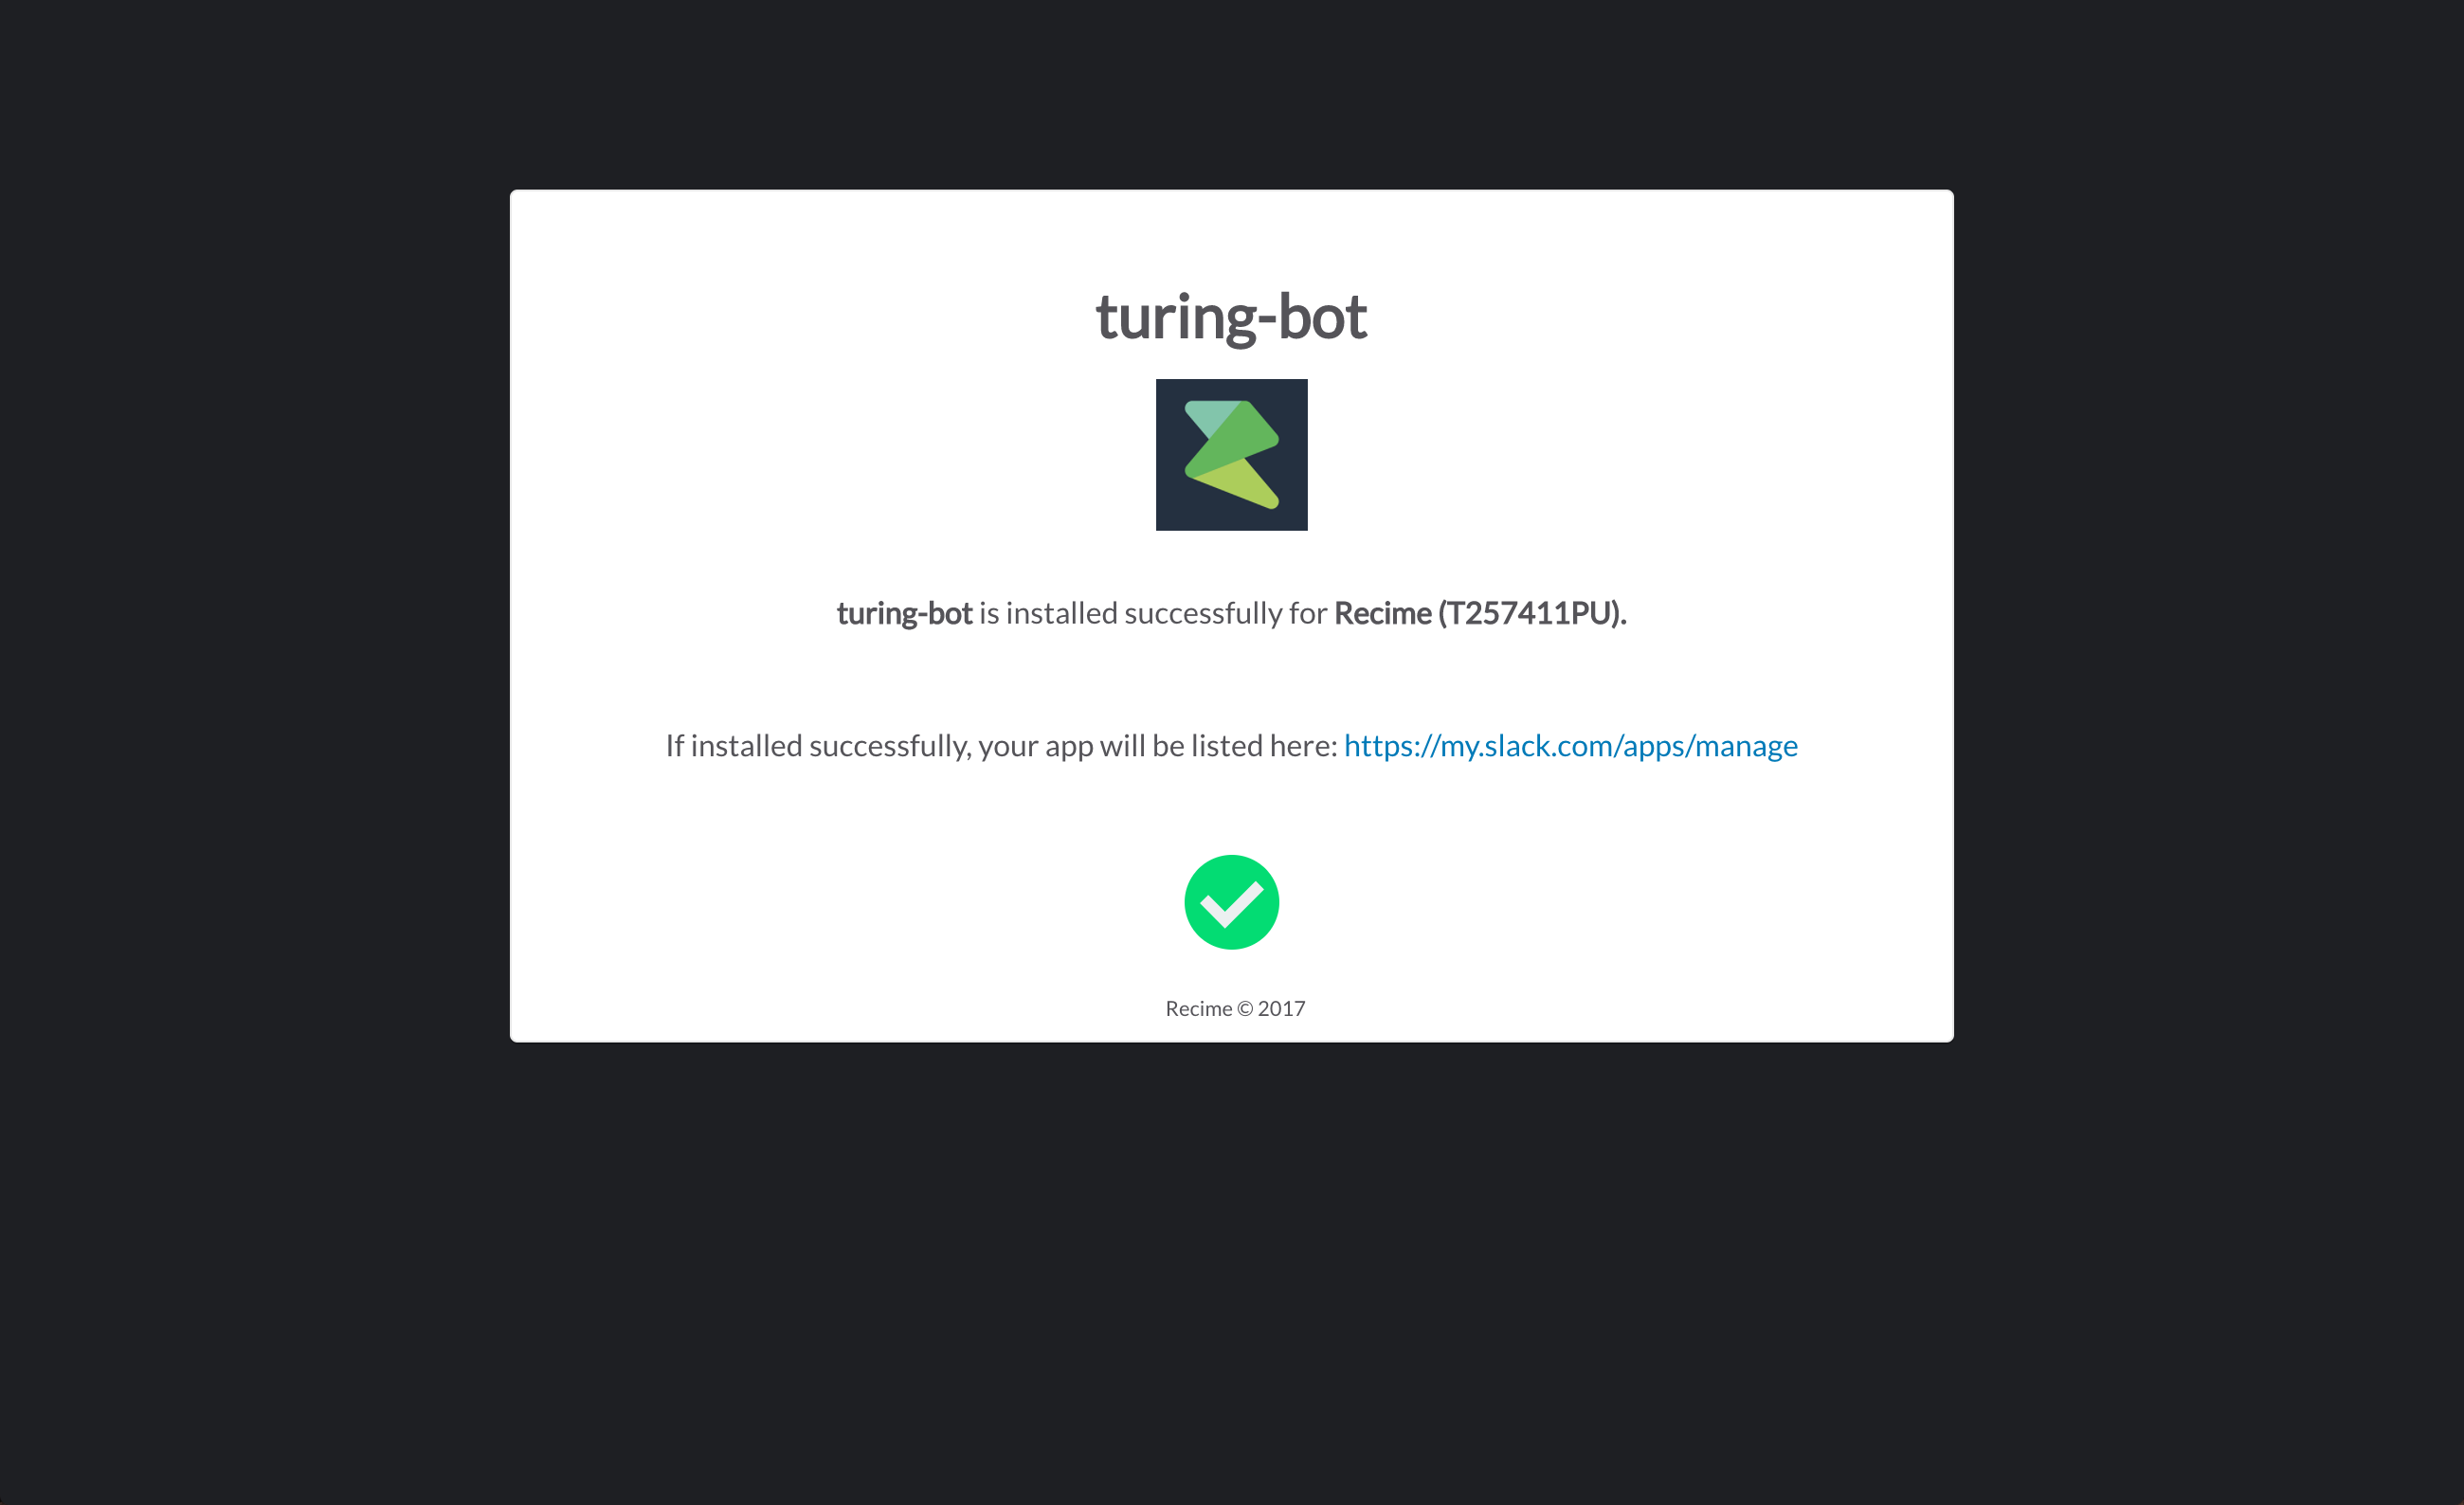 turing-bot
turing-bot is installed successfully for Recime (T257411PU).
If installed successfully, your app will be listed here: https://my.slack.com/apps/manage
Recime © 2017